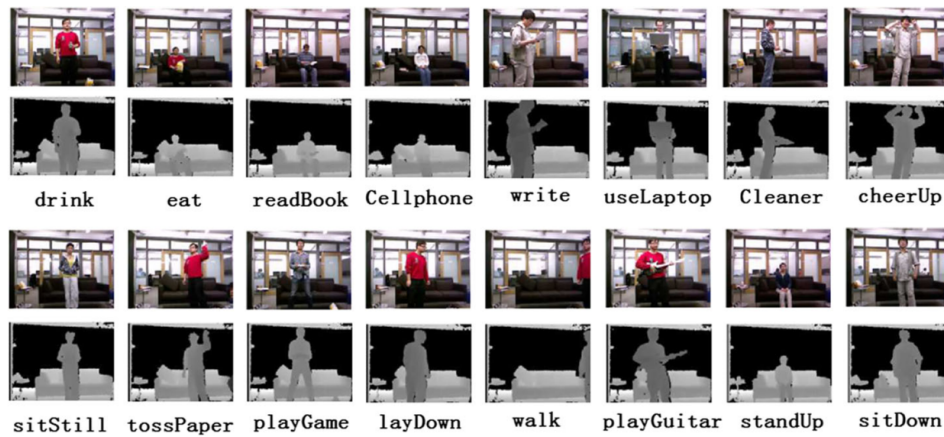 drink eat readBook Cellphone write useLaptop Cleaner cheerUp
sitStill tossPaper playGame layDown walk playGuitar standUp sitDown